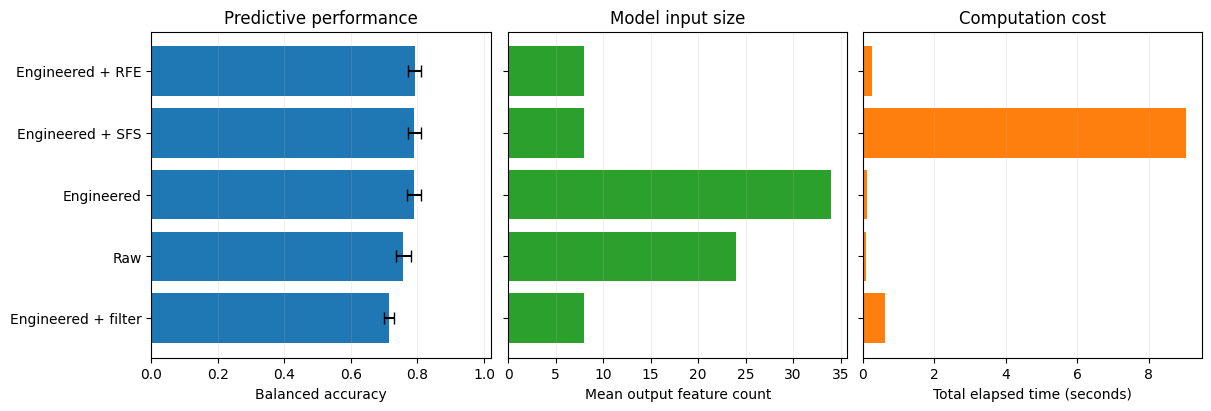 Predictive performance
Model input size
Computation cost
Engineered + RFE
Engineered + SFS
Engineered
Raw
Engineered + filter
0.0 0.2 0.4 0.6 0.8 1.0
0 5 10 15 20 25 30 35
0 2 4 6 8
Balanced accuracy
Mean output feature count
Total elapsed time (seconds)